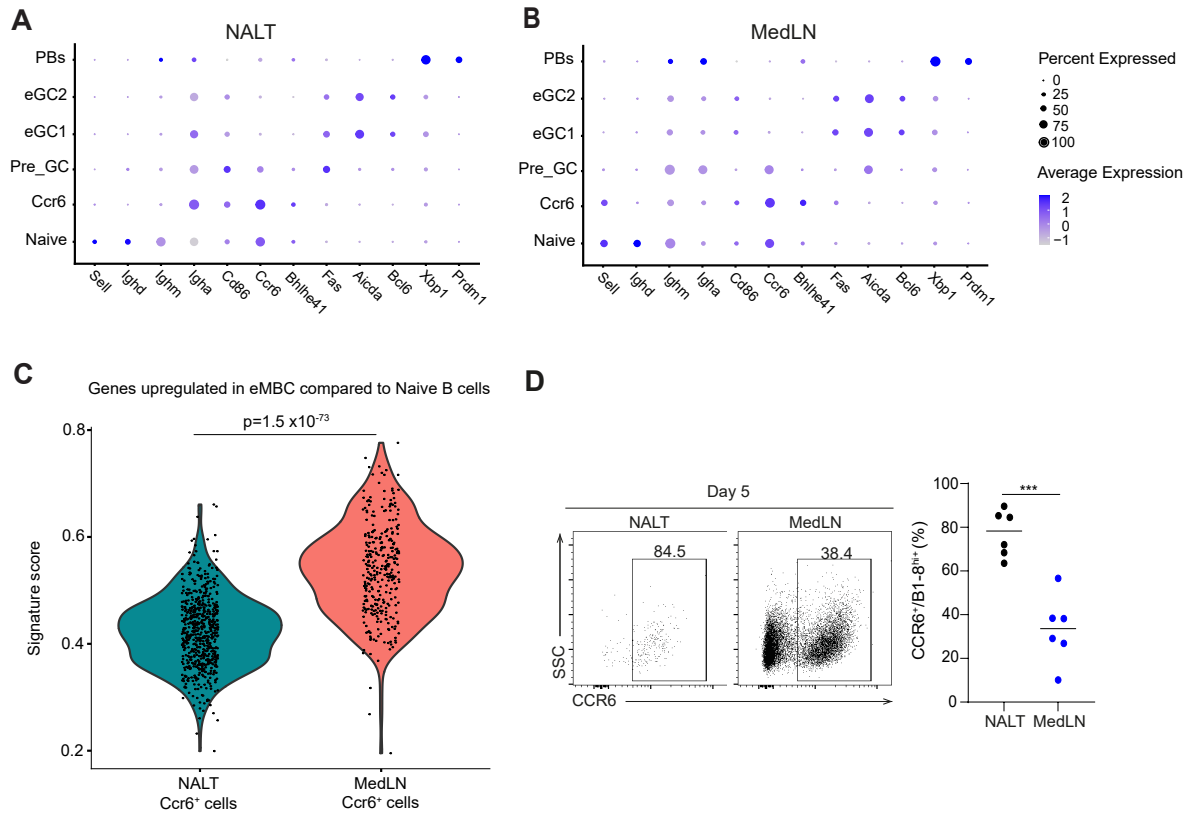 A
NALT
PBs
eGC2
eGC1
Pre_GC
Ccr6
Naive
Sell
Ighd
Ighm
Igha
Cd86
Ccr6
Bhlhe41
Fas
Aicda
Bcl6
Xbp1
Prdm1
B
MedLN
PBs
eGC2
eGC1
Pre_GC
Ccr6
Naive
Sell
Ighd
Ighm
Igha
Cd86
Ccr6
Bhlhe41
Fas
Aicda
Bcl6
Xbp1
Prdm1
Percent Expressed
0
25
50
75
100
Average Expression
2
1
0
−1
C
Genes upregulated in eMBC compared to Naive B cells
p=1.5 x10⁻⁷³
Signature score
0.8
0.6
0.4
0.2
NALT
Ccr6⁺ cells
MedLN
Ccr6⁺ cells
D
Day 5
NALT
MedLN
84.5
38.4
SSC
CCR6
***
CCR6⁺/B1-8ʰⁱ⁺ (%)
100
80
60
40
20
0
NALT
MedLN